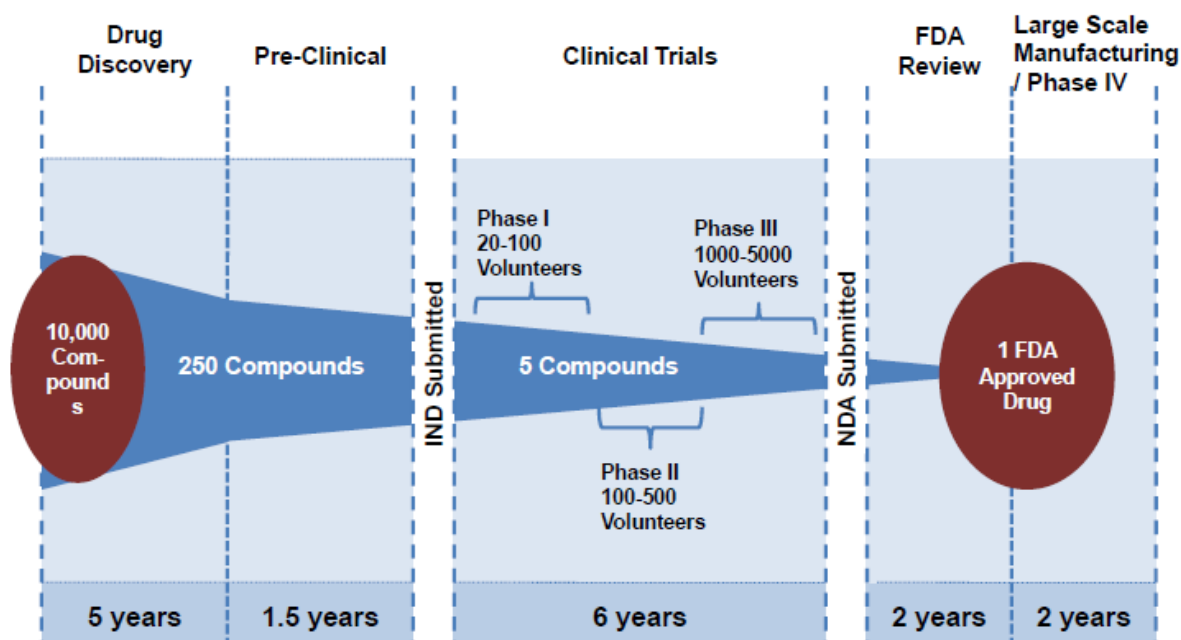 Drug
Discovery
Pre-Clinical
Clinical Trials
FDA
Review
Large Scale
Manufacturing
/ Phase IV
10,000
Com-
pound
s
250 Compounds
IND Submitted
Phase I
20-100
Volunteers
5 Compounds
Phase II
100-500
Volunteers
Phase III
1000-5000
Volunteers
NDA Submitted
1 FDA
Approved
Drug
5 years
1.5 years
6 years
2 years
2 years